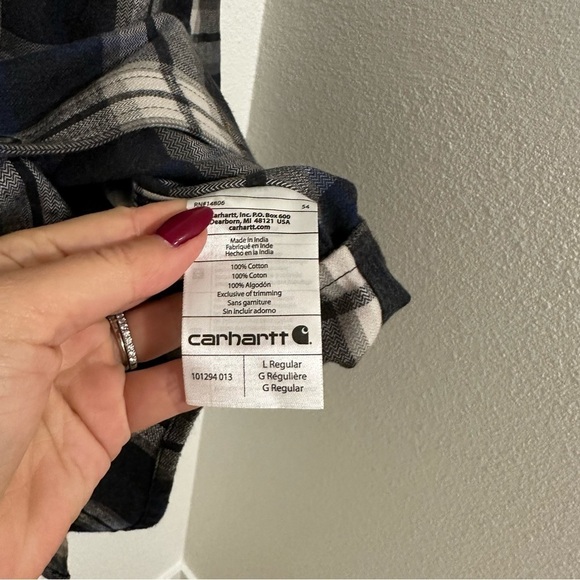 RN#14806 54
arhartt, Inc. P.O. Box 600
Dearborn, MI 48121 USA
carhartt.com
Made in India
Fabriqué en Inde
Hecho en la India
100% Cotton
100% Coton
100% Algodón
Exclusive of trimming
Sans garniture
Sin incluir adorno
carhartt
101294 013
L Regular
G Régulière
G Regular